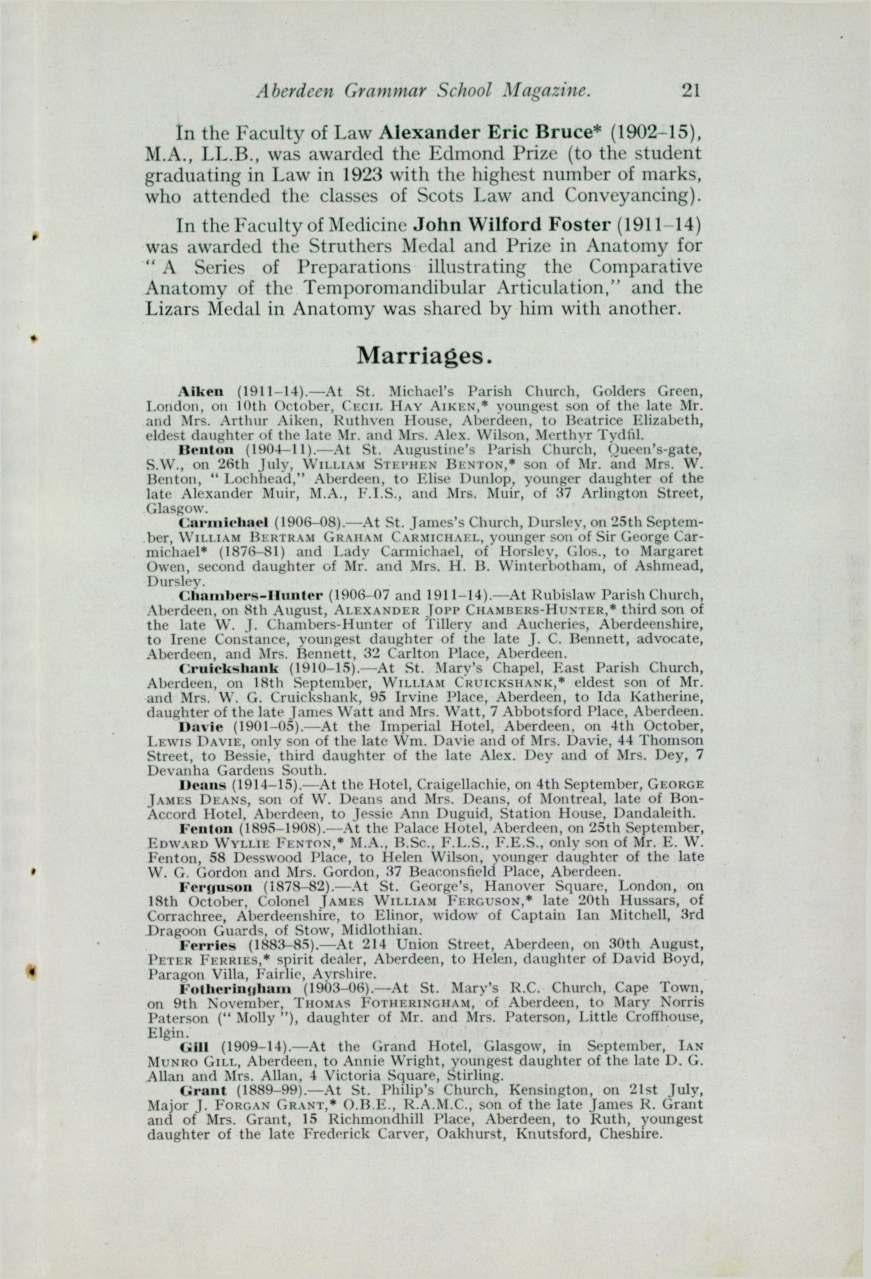 Aberdeen Grammar School Magazine. 21
In the Faculty of Law Alexander Eric Bruce* (1902–15),
M.A., LL.B., was awarded the Edmond Prize (to the student
graduating in Law in 1923 with the highest number of marks,
who attended the classes of Scots Law and Conveyancing).
In the Faculty of Medicine John Wilford Foster (1911–14)
was awarded the Struthers Medal and Prize in Anatomy for
“ A Series of Preparations illustrating the Comparative
Anatomy of the Temporomandibular Articulation,” and the
Lizars Medal in Anatomy was shared by him with another.
Marriages.
Aiken (1911–14).—At St. Michael's Parish Church, Golders Green,
London, on 10th October, CECIL HAY AIKEN,* youngest son of the late Mr.
and Mrs. Arthur Aiken, Ruthven House, Aberdeen, to Beatrice Elizabeth,
eldest daughter of the late Mr. and Mrs. Alex. Wilson, Merthyr Tydfil.
Benton (1904–11).—At St. Augustine's Parish Church, Queen's-gate,
S.W., on 26th July, WILLIAM STEPHEN BENTON,* son of Mr. and Mrs. W.
Benton, “ Lochhead,” Aberdeen, to Elise Dunlop, younger daughter of the
late Alexander Muir, M.A., F.I.S., and Mrs. Muir, of 37 Arlington Street,
Glasgow.
Carmichael (1906–08).—At St. James's Church, Dursley, on 25th Septem-
ber, WILLIAM BERTRAM GRAHAM CARMICHAEL, younger son of Sir George Car-
michael* (1876–81) and Lady Carmichael, of Horsley, Glos., to Margaret
Owen, second daughter of Mr. and Mrs. H. B. Winterbotham, of Ashmead,
Dursley.
Chambers-Hunter (1906–07 and 1911–14).—At Rubislaw Parish Church,
Aberdeen, on 8th August, ALEXANDER JOPP CHAMBERS-HUNTER,* third son of
the late W. J. Chambers-Hunter of Tillery and Aucheries, Aberdeenshire,
to Irene Constance, youngest daughter of the late J. C. Bennett, advocate,
Aberdeen, and Mrs. Bennett, 32 Carlton Place, Aberdeen.
Cruickshank (1910–15).—At St. Mary's Chapel, East Parish Church,
Aberdeen, on 18th September, WILLIAM CRUICKSHANK,* eldest son of Mr.
and Mrs. W. G. Cruickshank, 95 Irvine Place, Aberdeen, to Ida Katherine,
daughter of the late James Watt and Mrs. Watt, 7 Abbotsford Place, Aberdeen.
Davie (1901–05).—At the Imperial Hotel, Aberdeen, on 4th October,
LEWIS DAVIE, only son of the late Wm. Davie and of Mrs. Davie, 44 Thomson
Street, to Bessie, third daughter of the late Alex. Dey and of Mrs. Dey, 7
Devanha Gardens South.
Deans (1914–15).—At the Hotel, Craigellachie, on 4th September, GEORGE
JAMES DEANS, son of W. Deans and Mrs. Deans, of Montreal, late of Bon-
Accord Hotel, Aberdeen, to Jessie Ann Duguid, Station House, Dandaleith.
Fenton (1895–1908).—At the Palace Hotel, Aberdeen, on 25th September,
EDWARD WYLLIE FENTON,* M.A., B.Sc., F.L.S., F.E.S., only son of Mr. E. W.
Fenton, 58 Desswood Place, to Helen Wilson, younger daughter of the late
W. G. Gordon and Mrs. Gordon, 37 Beaconsfield Place, Aberdeen.
Ferguson (1878–82).—At St. George's, Hanover Square, London, on
18th October, Colonel JAMES WILLIAM FERGUSON,* late 20th Hussars, of
Corrachree, Aberdeenshire, to Elinor, widow of Captain Ian Mitchell, 3rd
Dragoon Guards, of Stow, Midlothian.
Ferries (1883–85).—At 214 Union Street, Aberdeen, on 30th August,
PETER FERRIES,* spirit dealer, Aberdeen, to Helen, daughter of David Boyd,
Paragon Villa, Fairlie, Ayrshire.
Fotheringham (1903–06).—At St. Mary's R.C. Church, Cape Town,
on 9th November, THOMAS FOTHERINGHAM, of Aberdeen, to Mary Norris
Paterson (“ Molly ”), daughter of Mr. and Mrs. Paterson, Little Croffhouse,
Elgin.
Gill (1909–14).—At the Grand Hotel, Glasgow, in September, IAN
MUNRO GILL, Aberdeen, to Annie Wright, youngest daughter of the late D. G.
Allan and Mrs. Allan, 4 Victoria Square, Stirling.
Grant (1889–99).—At St. Philip's Church, Kensington, on 21st July,
Major J. FORGAN GRANT,* O.B.E., R.A.M.C., son of the late James R. Grant
and of Mrs. Grant, 15 Richmondhill Place, Aberdeen, to Ruth, youngest
daughter of the late Frederick Carver, Oakhurst, Knutsford, Cheshire.